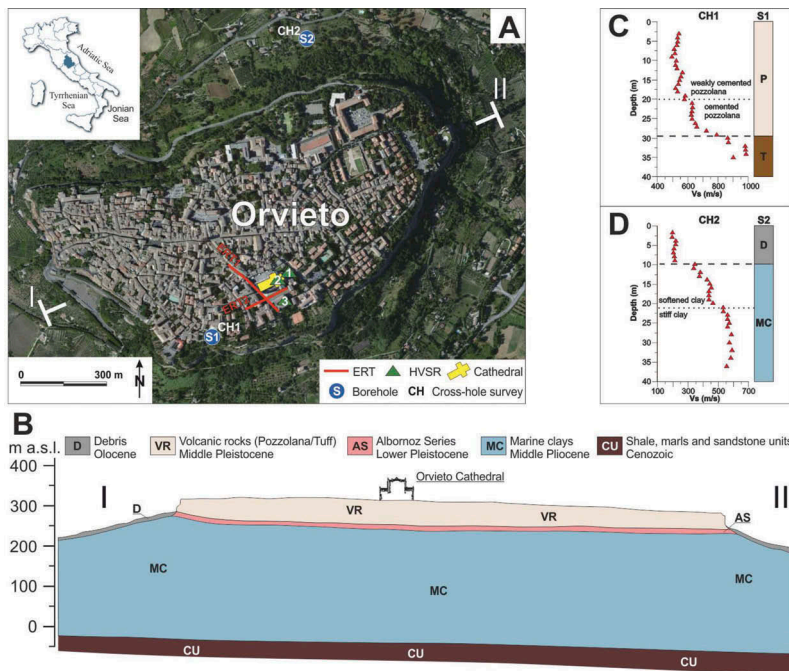 Adriatic Sea
Tyrrhenian
Sea
Jonian
Sea
A
CH2
S2
II
Orvieto
1
2
3
I
CH1
S1
0 300 m
N
ERT HVSR Cathedral
S Borehole CH Cross-hole survey
C
CH1
S1
Depth (m)
0
5
10
15
20
25
30
35
40
weakly cemented
pozzolana
cemented
pozzolana
P
T
400 600 800 1000
Vs (m/s)
D
CH2
S2
Depth (m)
0
5
10
15
20
25
30
35
40
softened clay
stiff clay
D
MC
100 300 500 700
Vs (m/s)
B
m a.s.l.
D Debris
Olocene
VR Volcanic rocks (Pozzolana/Tuff)
Middle Pleistocene
AS Albornoz Series
Lower Pleistocene
MC Marine clays
Middle Pliocene
CU Shale, marls and sandstone units
Cenozoic
400
300
200
100
0
I
II
Orvieto Cathedral
D
VR VR
AS
MC MC MC
CU CU CU